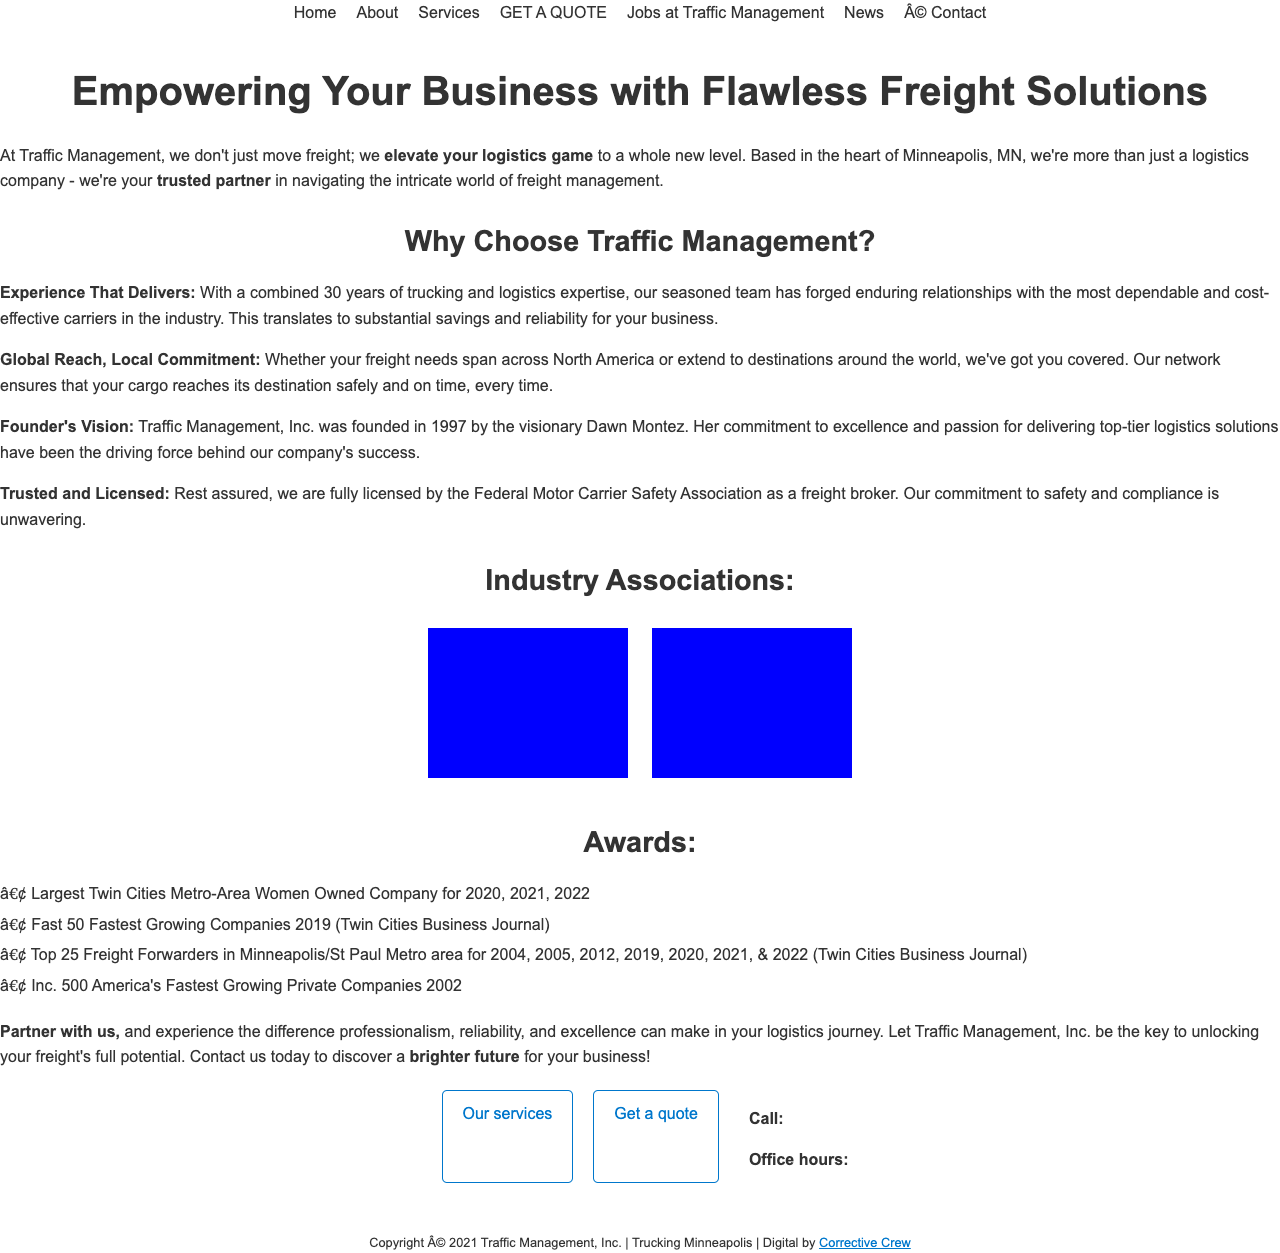 Home About Services GET A QUOTE Jobs at Traffic Management News Â© Contact
Empowering Your Business with Flawless Freight Solutions
At Traffic Management, we don't just move freight; we elevate your logistics game to a whole new level. Based in the heart of Minneapolis, MN, we're more than just a logistics
company - we're your trusted partner in navigating the intricate world of freight management.
Why Choose Traffic Management?
Experience That Delivers: With a combined 30 years of trucking and logistics expertise, our seasoned team has forged enduring relationships with the most dependable and cost-
effective carriers in the industry. This translates to substantial savings and reliability for your business.
Global Reach, Local Commitment: Whether your freight needs span across North America or extend to destinations around the world, we've got you covered. Our network
ensures that your cargo reaches its destination safely and on time, every time.
Founder's Vision: Traffic Management, Inc. was founded in 1997 by the visionary Dawn Montez. Her commitment to excellence and passion for delivering top-tier logistics solutions
have been the driving force behind our company's success.
Trusted and Licensed: Rest assured, we are fully licensed by the Federal Motor Carrier Safety Association as a freight broker. Our commitment to safety and compliance is
unwavering.
Industry Associations:
Awards:
â€¢ Largest Twin Cities Metro-Area Women Owned Company for 2020, 2021, 2022
â€¢ Fast 50 Fastest Growing Companies 2019 (Twin Cities Business Journal)
â€¢ Top 25 Freight Forwarders in Minneapolis/St Paul Metro area for 2004, 2005, 2012, 2019, 2020, 2021, & 2022 (Twin Cities Business Journal)
â€¢ Inc. 500 America's Fastest Growing Private Companies 2002
Partner with us, and experience the difference professionalism, reliability, and excellence can make in your logistics journey. Let Traffic Management, Inc. be the key to unlocking
your freight's full potential. Contact us today to discover a brighter future for your business!
Our services Get a quote
Call:
Office hours:
Copyright Â© 2021 Traffic Management, Inc. | Trucking Minneapolis | Digital by Corrective Crew